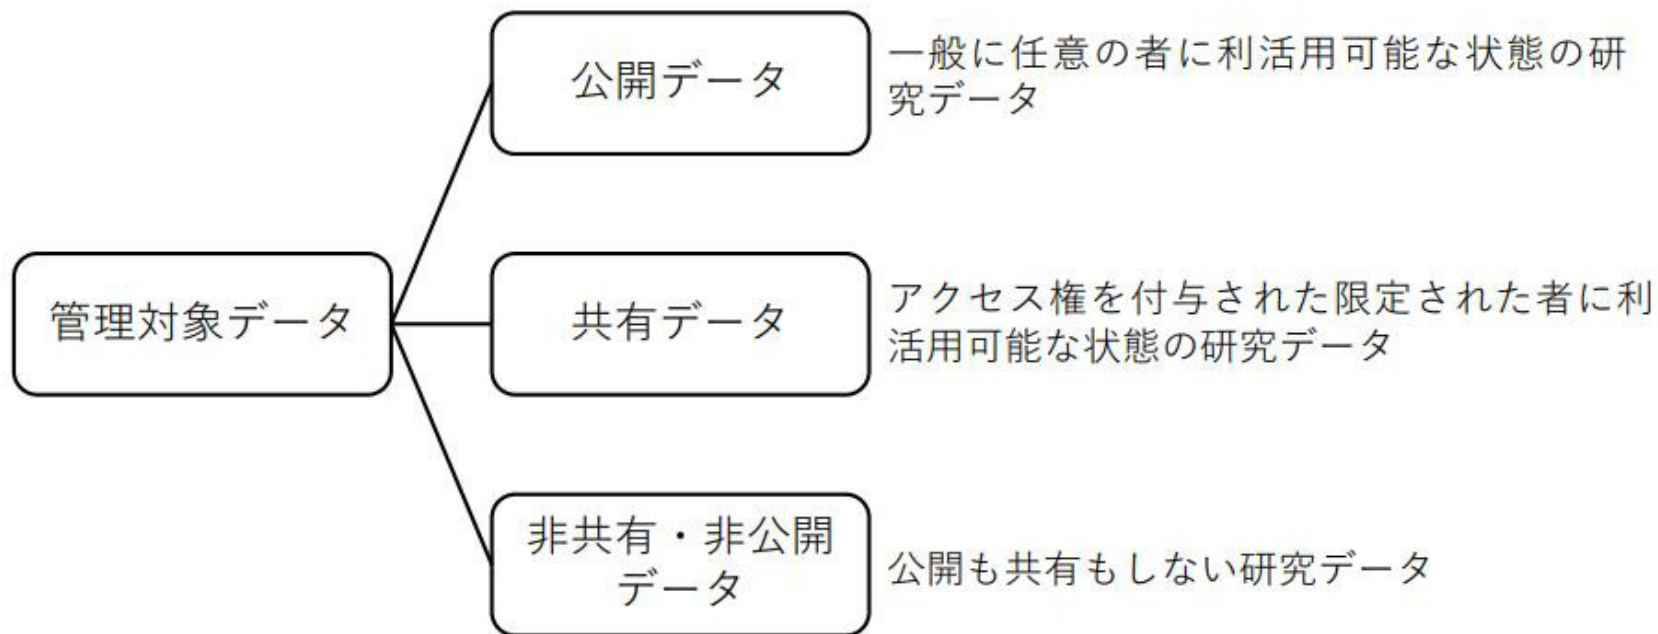 公開データ
一般に任意の者に利活用可能な状態の研
究データ
管理対象データ
共有データ
アクセス権を付与された限定された者に利
活用可能な状態の研究データ
非共有・非公開
データ
公開も共有もしない研究データ